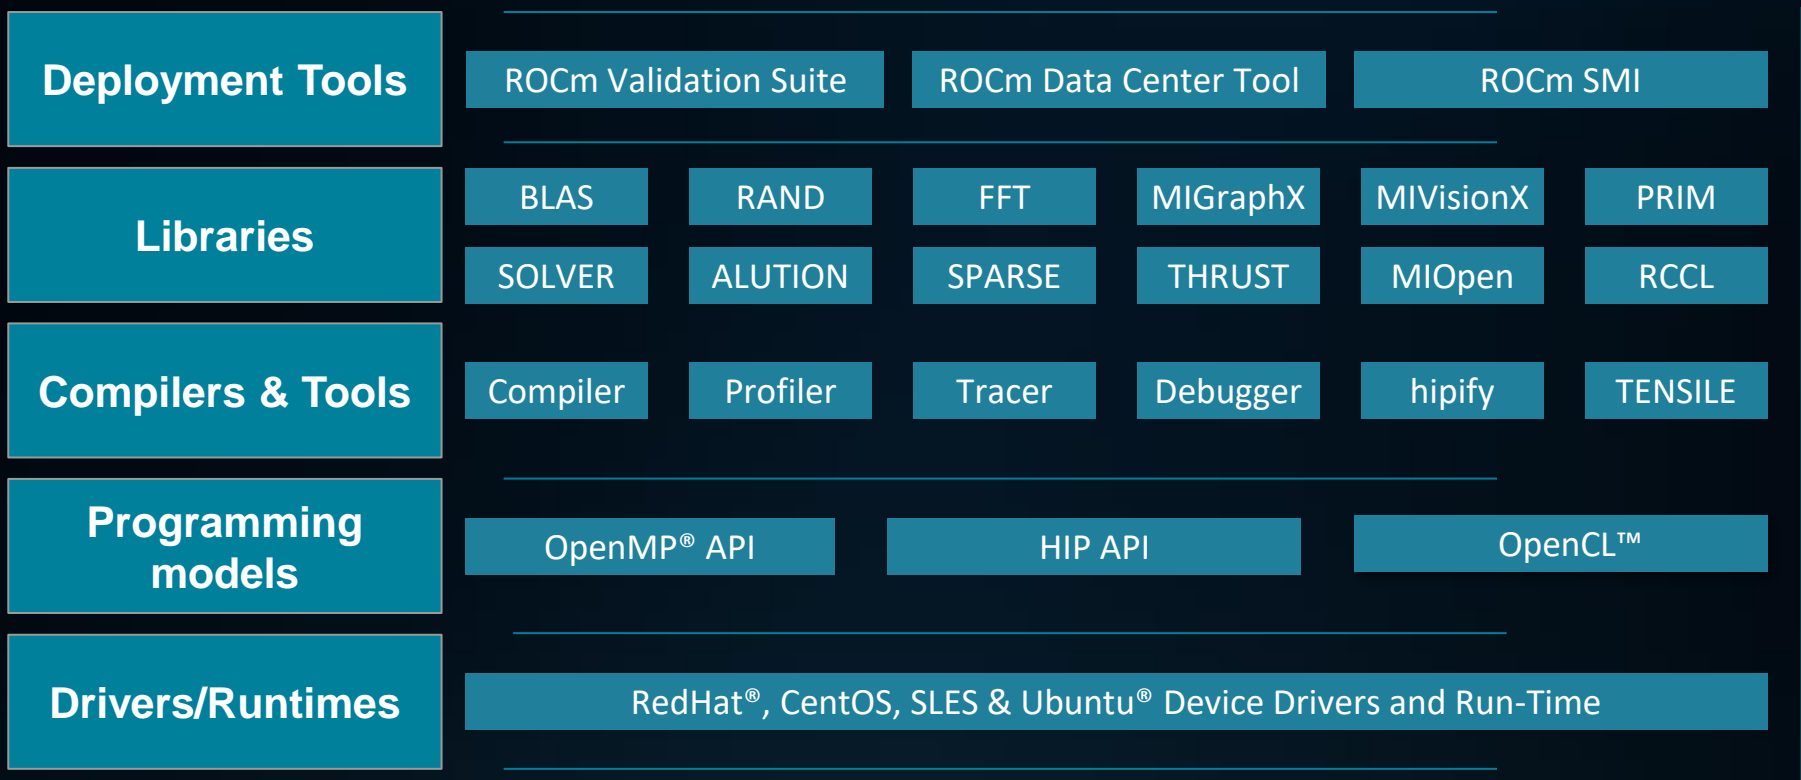 Deployment Tools
ROCm Validation Suite
ROCm Data Center Tool
ROCm SMI
Libraries
BLAS
RAND
FFT
MIGraphX
MIVisionX
PRIM
SOLVER
ALUTION
SPARSE
THRUST
MIOpen
RCCL
Compilers & Tools
Compiler
Profiler
Tracer
Debugger
hipify
TENSILE
Programming
models
OpenMP® API
HIP API
OpenCL™
Drivers/Runtimes
RedHat®, CentOS, SLES & Ubuntu® Device Drivers and Run-Time